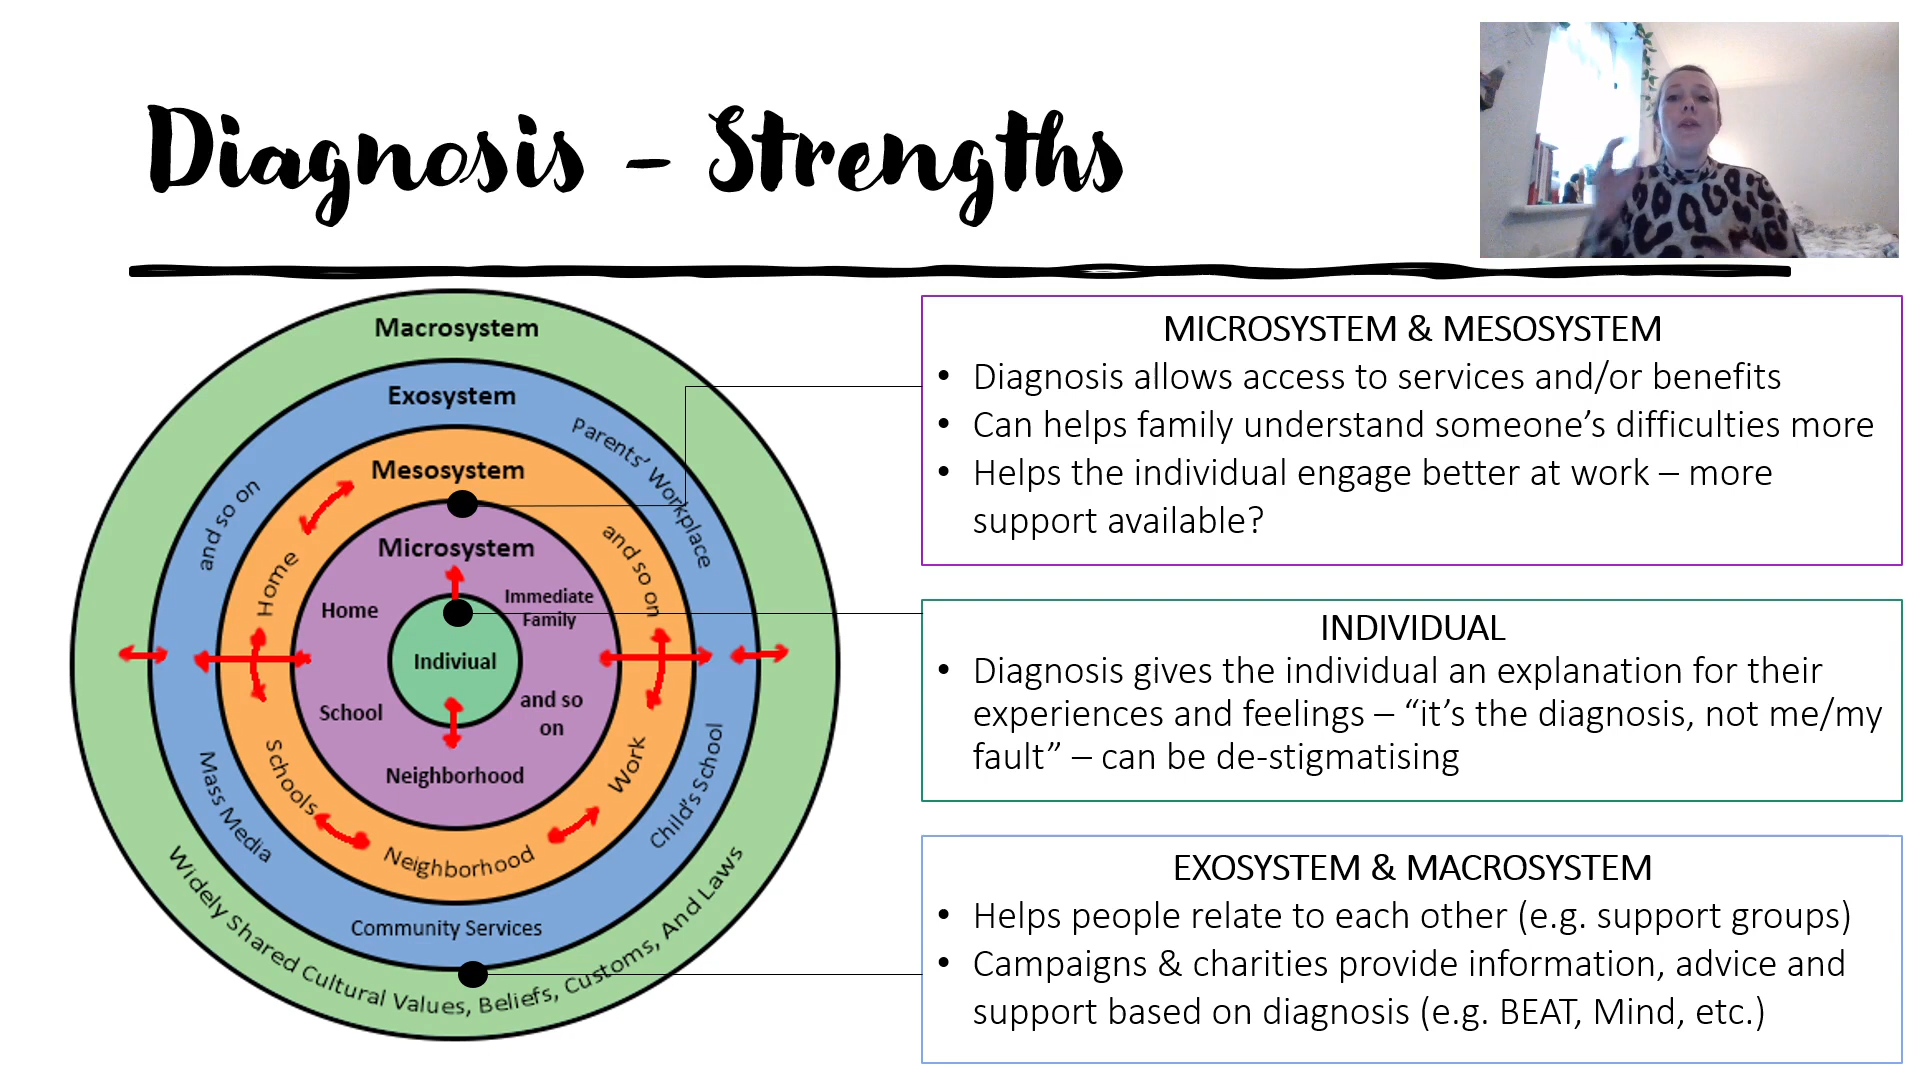 Diagnosis - Strengths
Macrosystem
Exosystem
Parents' Workplace
and so on
Mesosystem
Home
and so on
Microsystem
Home
Immediate
Family
Indiviual
School
and so
on
Neighborhood
Schools
Work
Neighborhood
Mass Media
Child's School
Community Services
Widely Shared Cultural Values, Beliefs, Customs, And Laws
MICROSYSTEM & MESOSYSTEM
• Diagnosis allows access to services and/or benefits
• Can helps family understand someone's difficulties more
• Helps the individual engage better at work – more
support available?
INDIVIDUAL
• Diagnosis gives the individual an explanation for their
experiences and feelings – “it's the diagnosis, not me/my
fault” – can be de-stigmatising
EXOSYSTEM & MACROSYSTEM
• Helps people relate to each other (e.g. support groups)
• Campaigns & charities provide information, advice and
support based on diagnosis (e.g. BEAT, Mind, etc.)